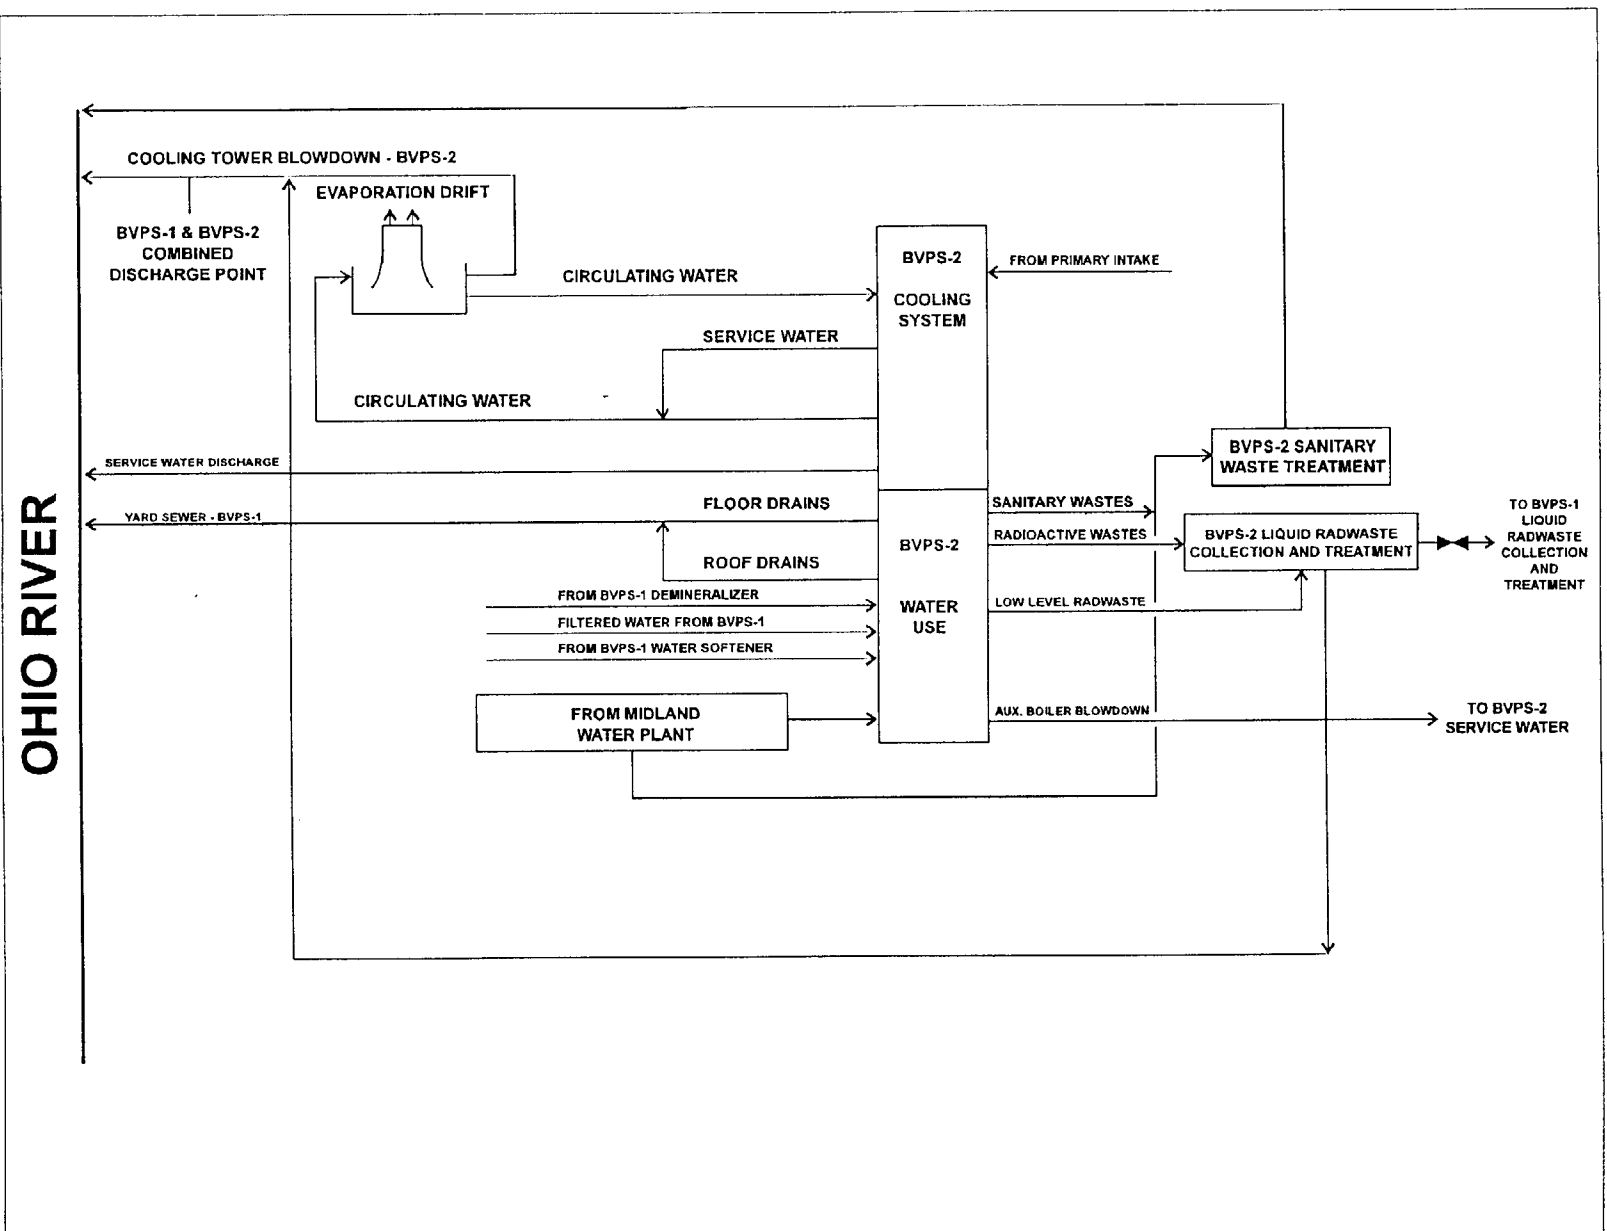 COOLING TOWER BLOWDOWN - BVPS-2
EVAPORATION DRIFT
BVPS-1 & BVPS-2
COMBINED
DISCHARGE POINT
CIRCULATING WATER
BVPS-2
COOLING
SYSTEM
FROM PRIMARY INTAKE
SERVICE WATER
CIRCULATING WATER
SERVICE WATER DISCHARGE
BVPS-2 SANITARY
WASTE TREATMENT
OHIO RIVER
YARD SEWER - BVPS-1
FLOOR DRAINS
ROOF DRAINS
BVPS-2
WATER
USE
SANITARY WASTES
RADIOACTIVE WASTES
BVPS-2 LIQUID RADWASTE
COLLECTION AND TREATMENT
TO BVPS-1
LIQUID
RADWASTE
COLLECTION
AND
TREATMENT
LOW LEVEL RADWASTE
FROM BVPS-1 DEMINERALIZER
FILTERED WATER FROM BVPS-1
FROM BVPS-1 WATER SOFTENER
FROM MIDLAND
WATER PLANT
AUX. BOILER BLOWDOWN
TO BVPS-2
SERVICE WATER